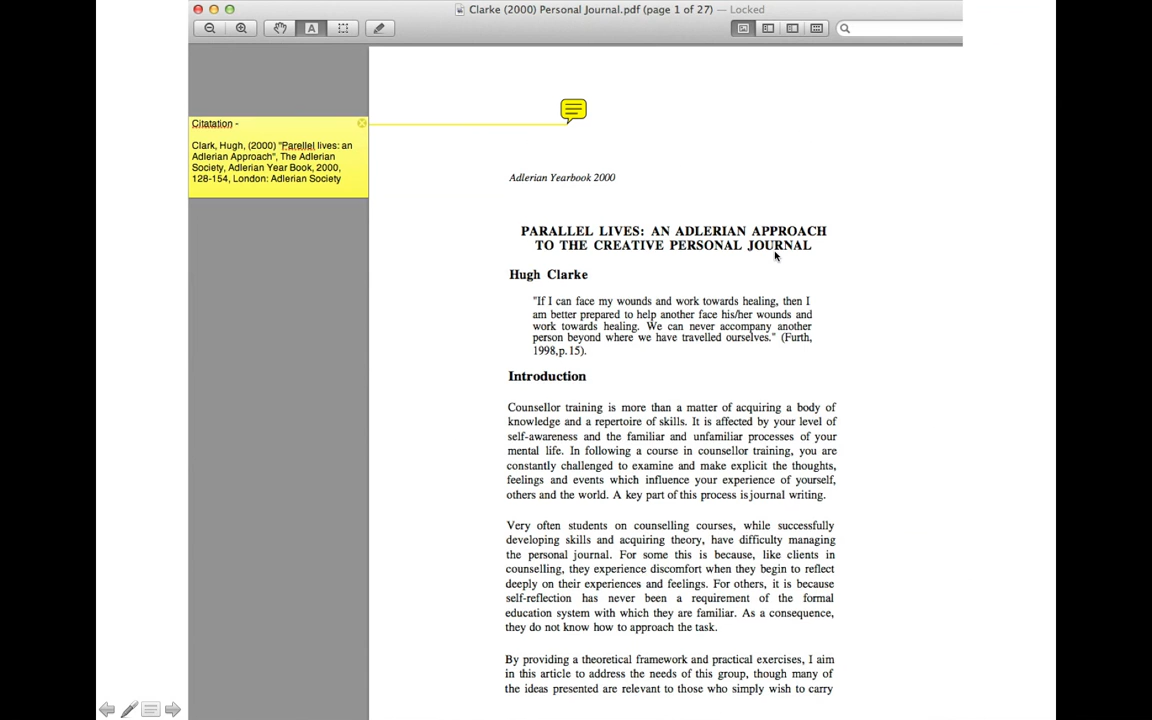 Clarke (2000) Personal Journal.pdf (page 1 of 27) — Locked
A
Citatation -
Clark, Hugh, (2000) "Parellel lives: an
Adlerian Approach", The Adlerian
Society, Adlerian Year Book, 2000,
128-154, London: Adlerian Society
Adlerian Yearbook 2000
PARALLEL LIVES: AN ADLERIAN APPROACH
TO THE CREATIVE PERSONAL JOURNAL
Hugh Clarke
"If I can face my wounds and work towards healing, then I
am better prepared to help another face his/her wounds and
work towards healing. We can never accompany another
person beyond where we have travelled ourselves." (Furth,
1998,p.15).
Introduction
Counsellor training is more than a matter of acquiring a body of
knowledge and a repertoire of skills. It is affected by your level of
self-awareness and the familiar and unfamiliar processes of your
mental life. In following a course in counsellor training, you are
constantly challenged to examine and make explicit the thoughts,
feelings and events which influence your experience of yourself,
others and the world. A key part of this process is journal writing.
Very often students on counselling courses, while successfully
developing skills and acquiring theory, have difficulty managing
the personal journal. For some this is because, like clients in
counselling, they experience discomfort when they begin to reflect
deeply on their experiences and feelings. For others, it is because
self-reflection has never been a requirement of the formal
education system with which they are familiar. As a consequence,
they do not know how to approach the task.
By providing a theoretical framework and practical exercises, I aim
in this article to address the needs of this group, though many of
the ideas presented are relevant to those who simply wish to carry